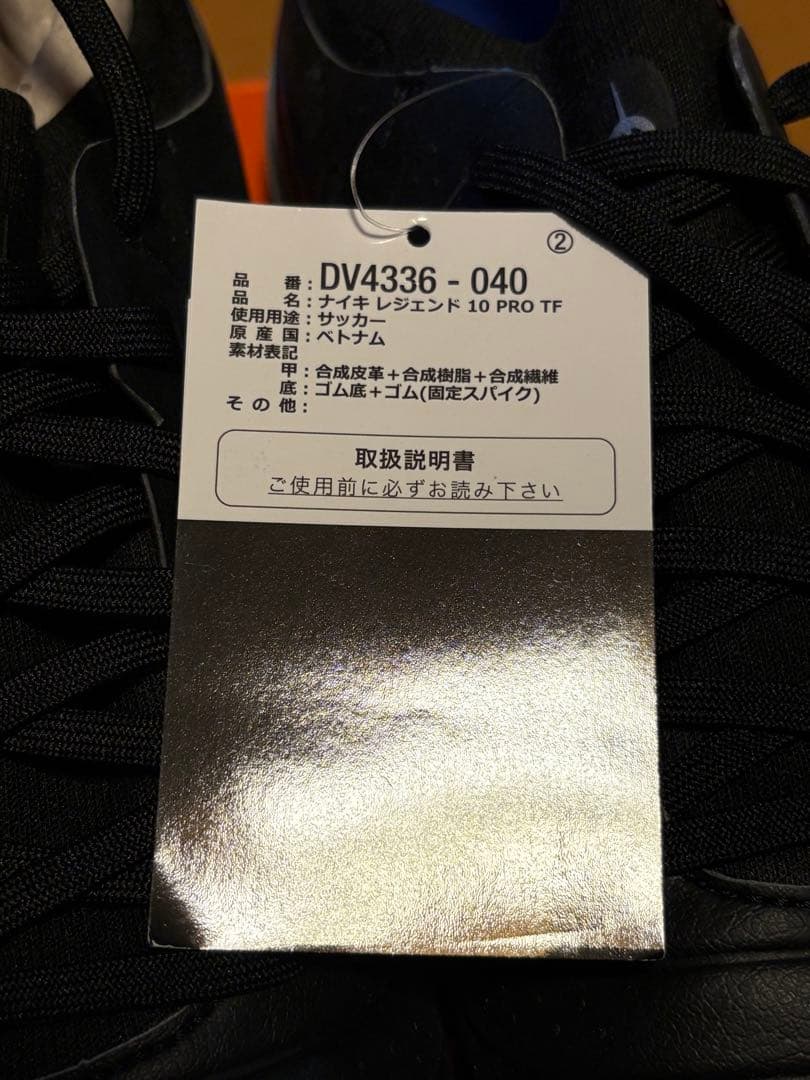 ②
品番：DV4336 - 040
品名：ナイキ レジェンド 10 PRO TF
使用用途：サッカー
原産国：ベトナム
素材表記
甲：合成皮革＋合成樹脂＋合成繊維
底：ゴム底＋ゴム(固定スパイク)
その他：
取扱説明書
ご使用前に必ずお読み下さい